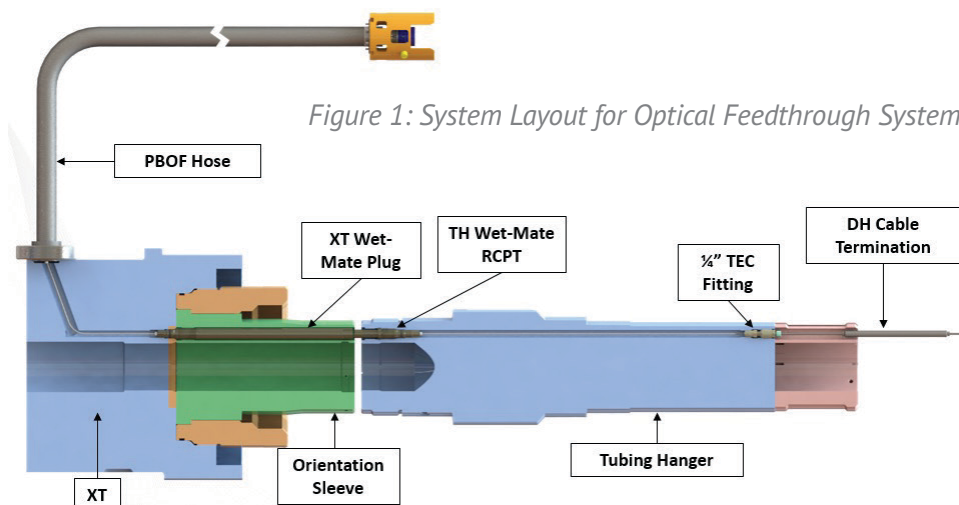 Figure 1: System Layout for Optical Feedthrough System
PBOF Hose
XT Wet-
Mate Plug
TH Wet-Mate
RCPT
¼” TEC
Fitting
DH Cable
Termination
XT
Orientation
Sleeve
Tubing Hanger